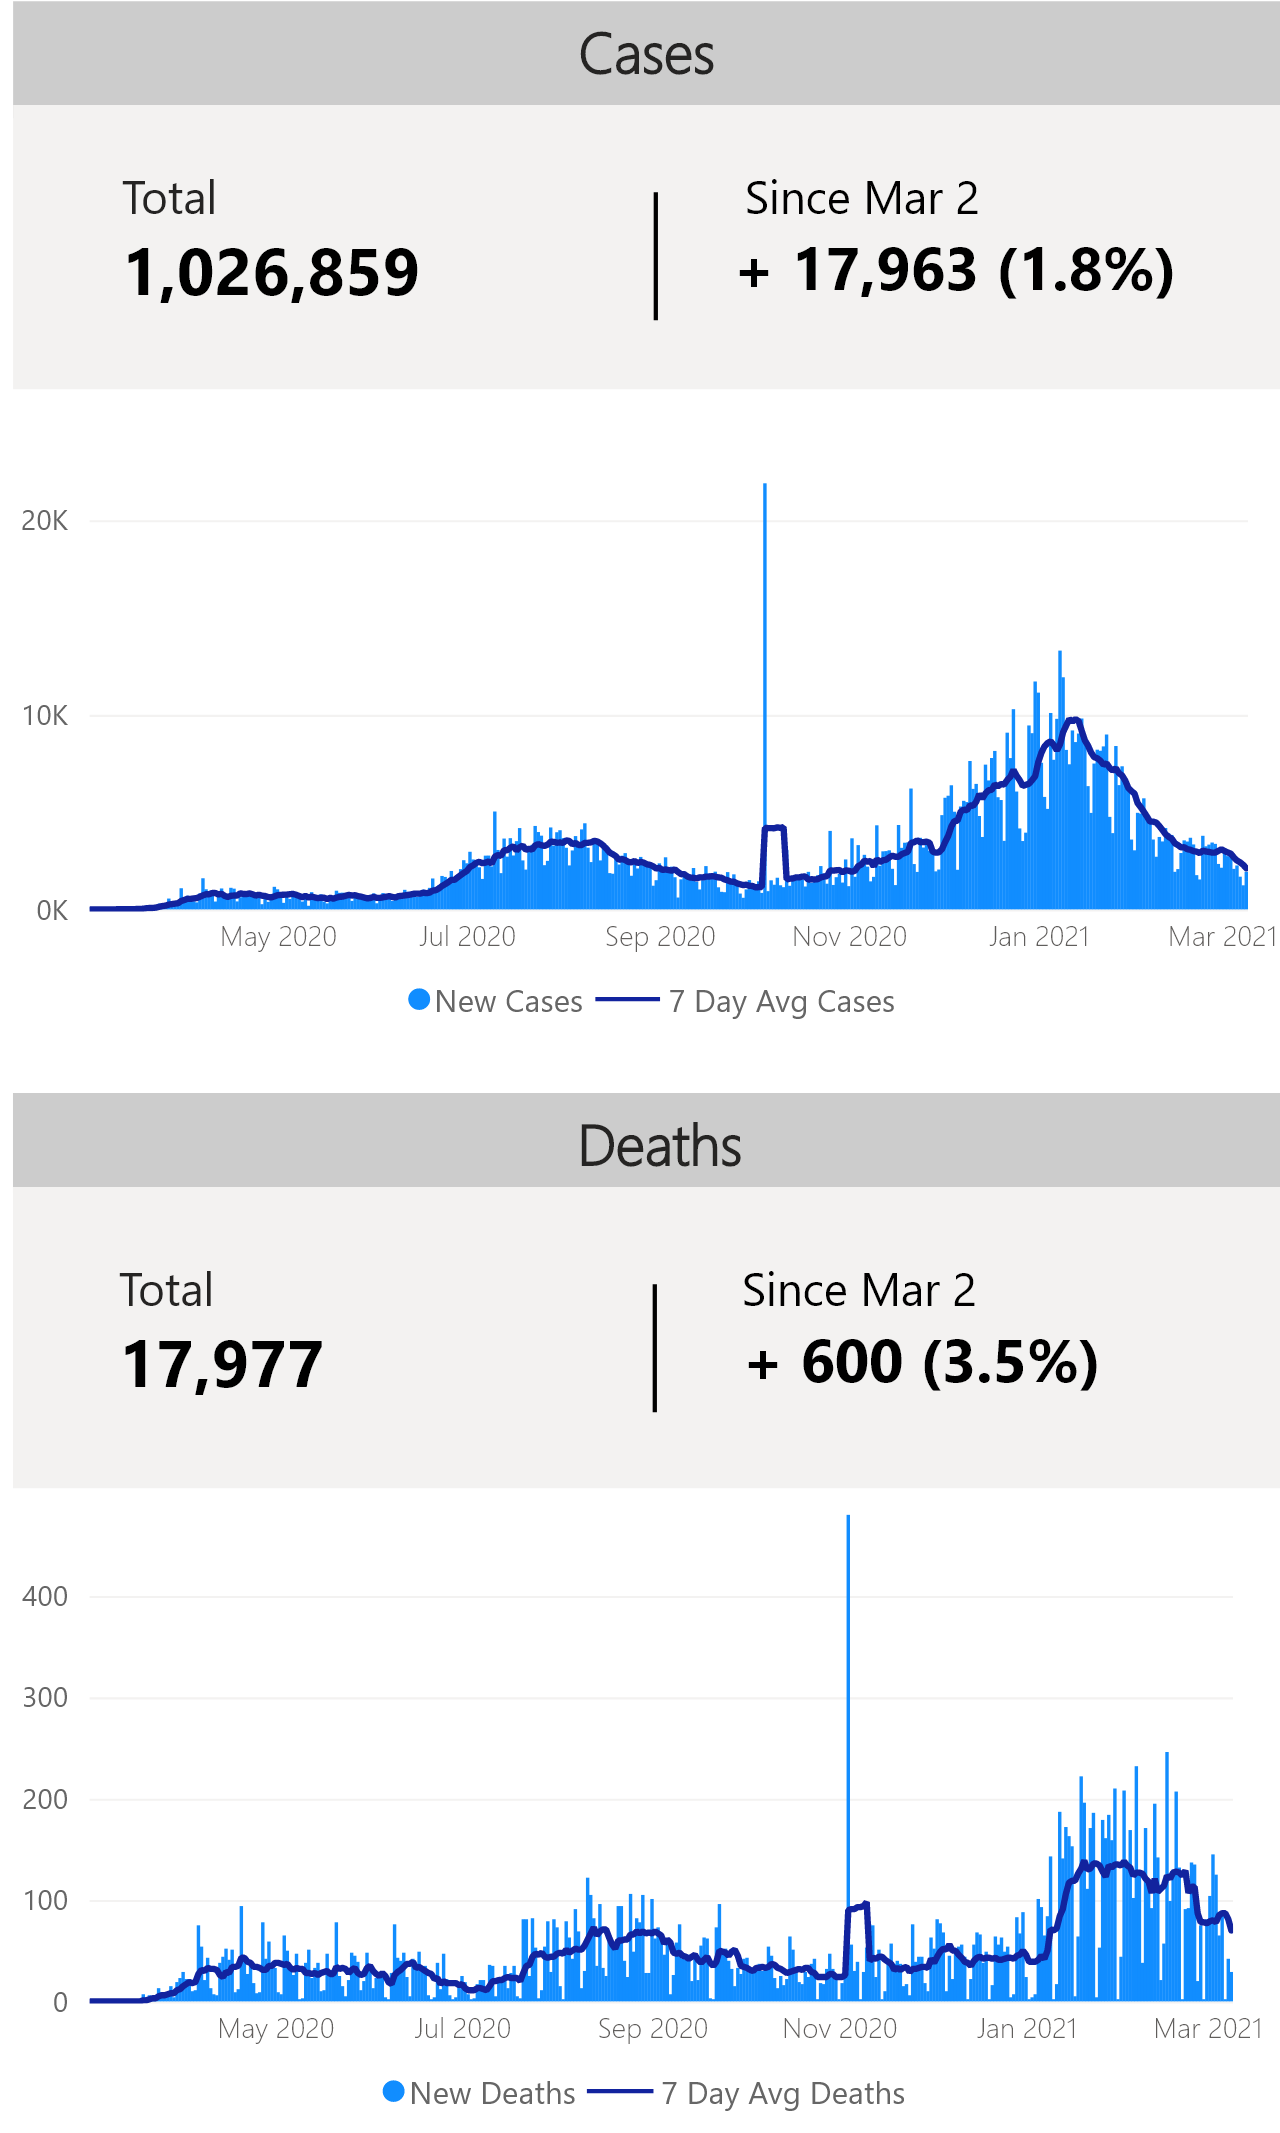 Cases
Total
Since Mar 2
1,026,859
+ 17,963 (1.8%)
20K
10K
0K
May 2020 Jul 2020 Sep 2020 Nov 2020 Jan 2021 Mar 2021
New Cases 7 Day Avg Cases
Deaths
Total
Since Mar 2
17,977
+ 600 (3.5%)
400
300
200
100
0
May 2020 Jul 2020 Sep 2020 Nov 2020 Jan 2021 Mar 2021
New Deaths 7 Day Avg Deaths